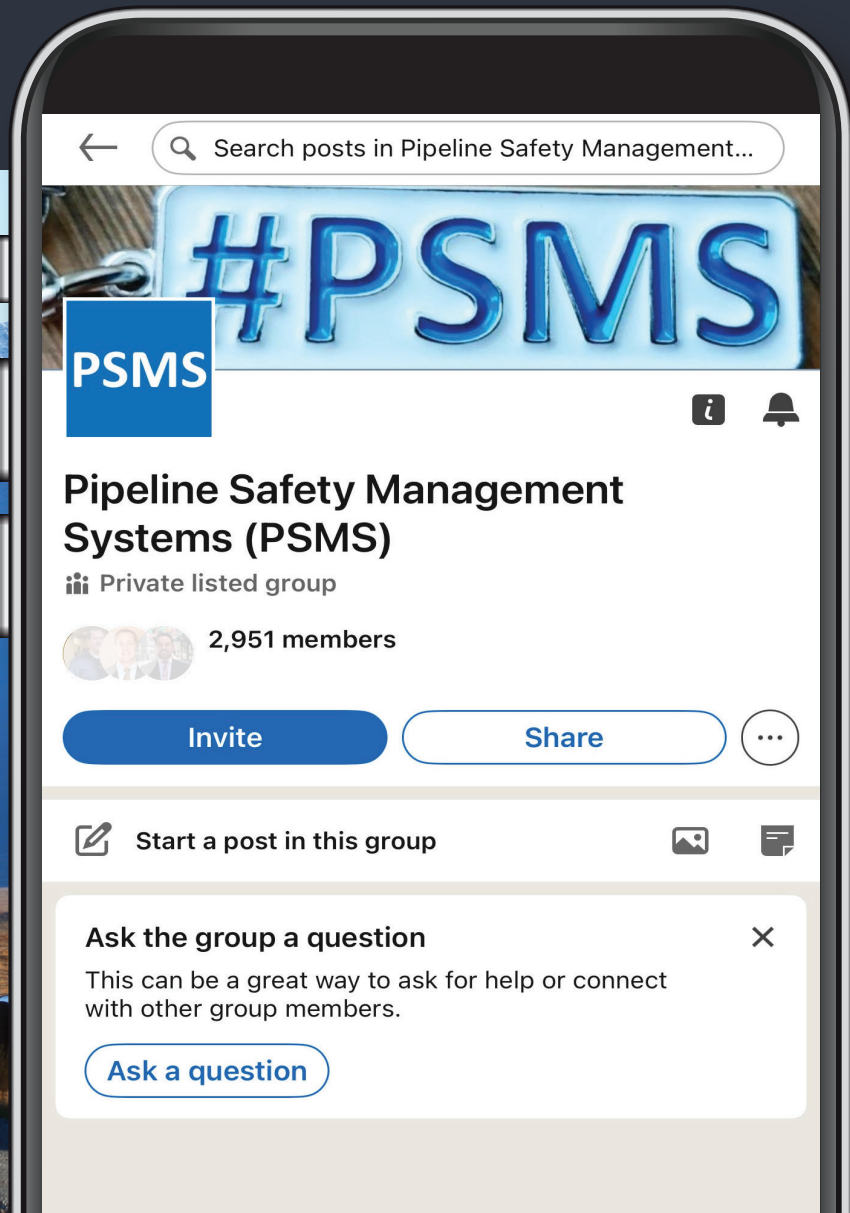 Search posts in Pipeline Safety Management...
#PSMS
PSMS
Pipeline Safety Management
Systems (PSMS)
Private listed group
2,951 members
Invite
Share
Start a post in this group
Ask the group a question
This can be a great way to ask for help or connect
with other group members.
Ask a question